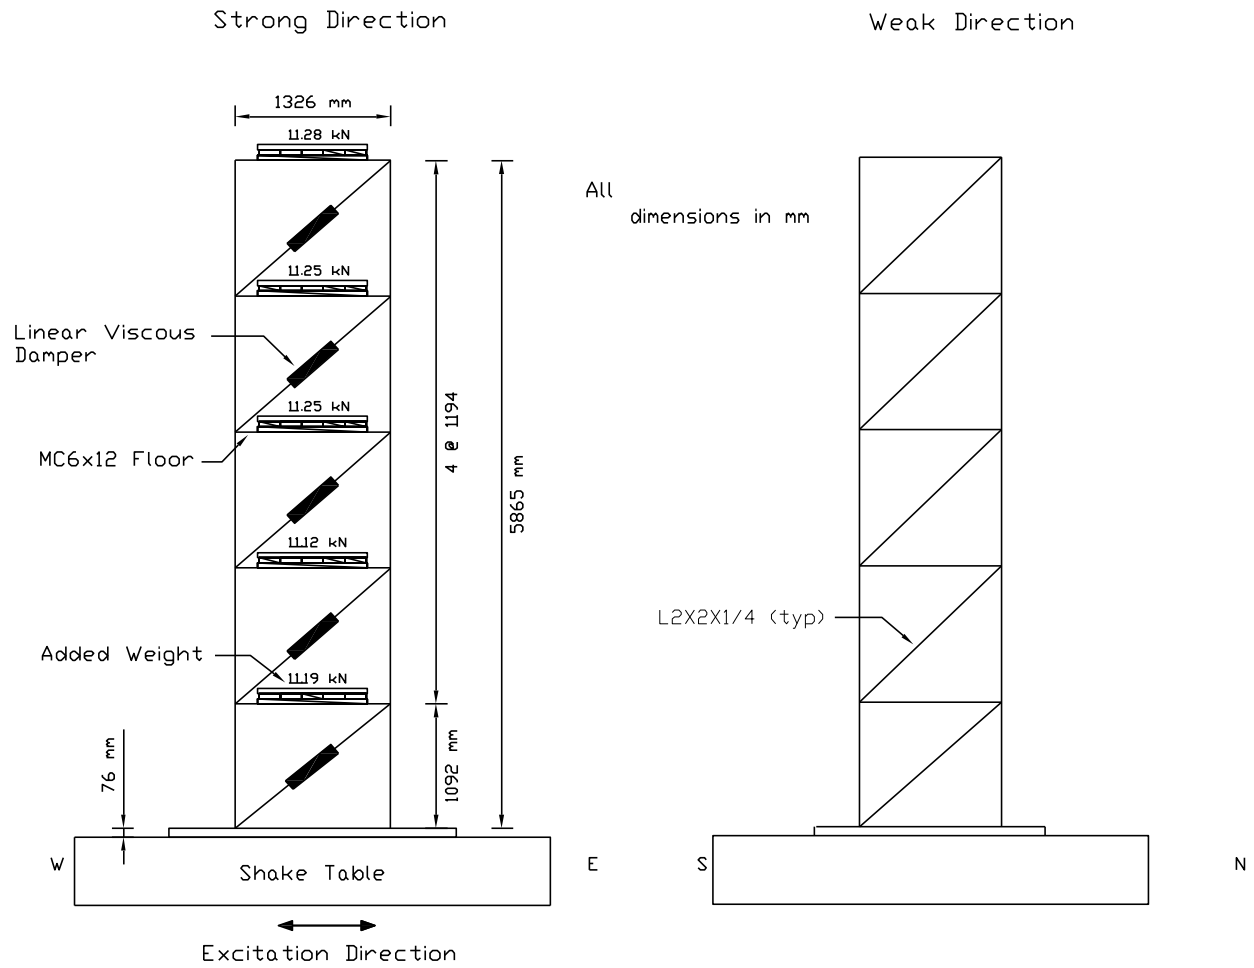 Strong Direction
Weak Direction
1326 mm
11.28 kN
All
dimensions in mm
11.25 kN
Linear Viscous
Damper
11.25 kN
4 @ 1194
MC6x12 Floor
5865 mm
11.12 kN
L2X2X1/4 (typ)
Added Weight
11.19 kN
76 mm
1092 mm
W
Shake Table
E
S
N
Excitation Direction